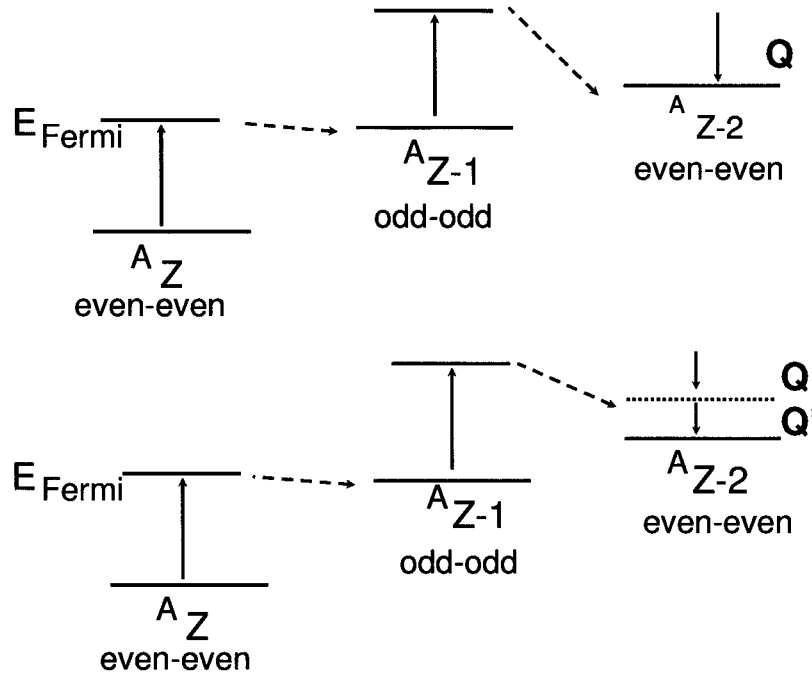 Q
E Fermi
A Z
even-even
A Z-1
odd-odd
A Z-2
even-even
Q
Q
E Fermi
A Z
even-even
A Z-1
odd-odd
A Z-2
even-even